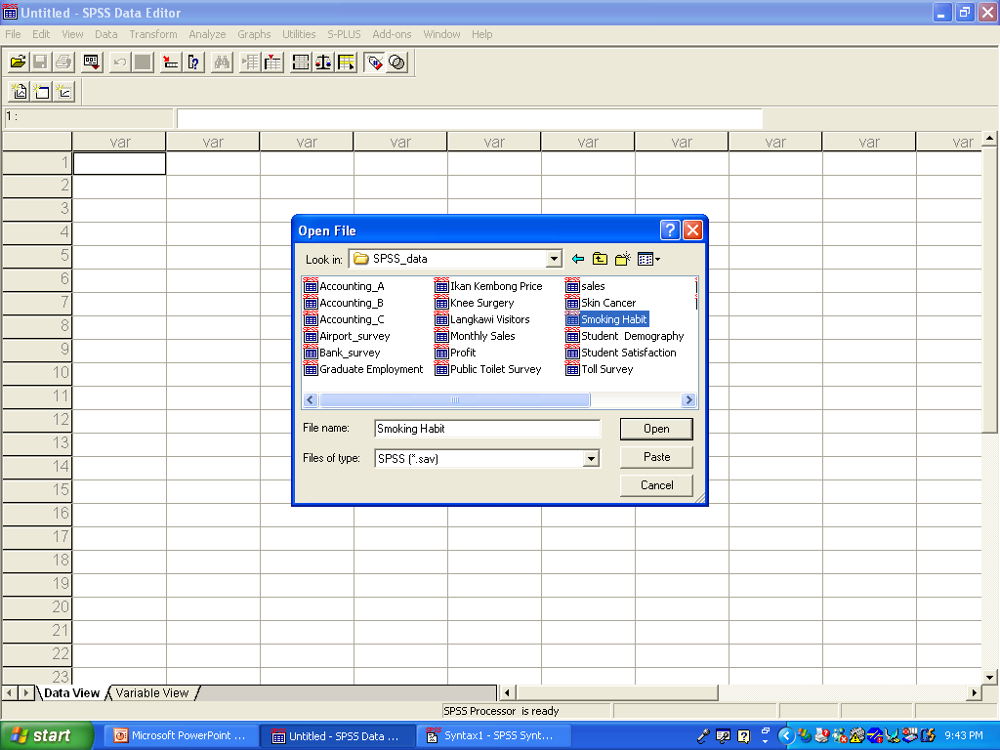 Untitled - SPSS Data Editor
File Edit View Data Transform Analyze Graphs Utilities S-PLUS Add-ons Window Help
1 :
var var var var var var var var var var
1
2
3
4
5
6
7
8
9
10
11
12
13
14
15
16
17
18
19
20
21
22
23
Open File
Look in: SPSS_data
Accounting_A Ikan Kembong Price sales
Accounting_B Knee Surgery Skin Cancer
Accounting_C Langkawi Visitors Smoking Habit
Airport_survey Monthly Sales Student Demography
Bank_survey Profit Student Satisfaction
Graduate Employment Public Toilet Survey Toll Survey
File name: Smoking Habit Open
Files of type: SPSS (*.sav) Paste
Cancel
Data View Variable View
SPSS Processor is ready
start Microsoft PowerPoint ... Untitled - SPSS Data ... Syntax1 - SPSS Synt... 9:43 PM